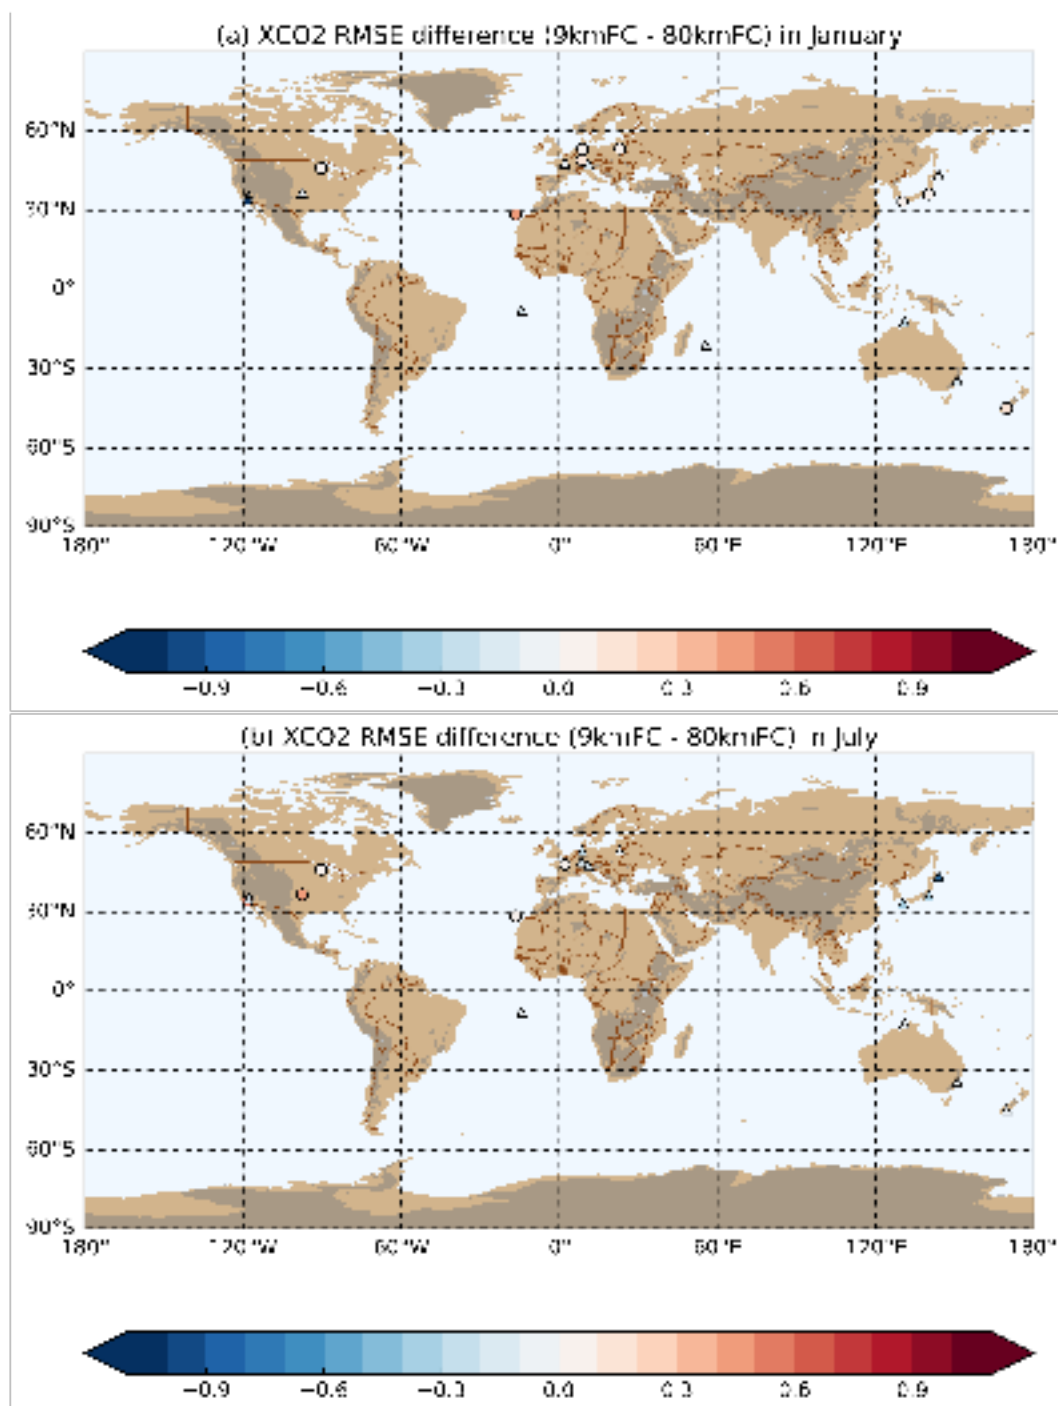 (a) XCO2 RMSE difference (9kmFC - 80kmFC) in January
60°N
30°N
0°
30°S
60°S
90°S
180° 120°W 60°W 0° 60°E 120°E 180°
−0.9 −0.6 −0.3 0.0 0.3 0.6 0.9
(b) XCO2 RMSE difference (9kmFC - 80kmFC) in July
60°N
30°N
0°
30°S
60°S
90°S
180° 120°W 60°W 0° 60°E 120°E 180°
−0.9 −0.6 −0.3 0.0 0.3 0.6 0.9